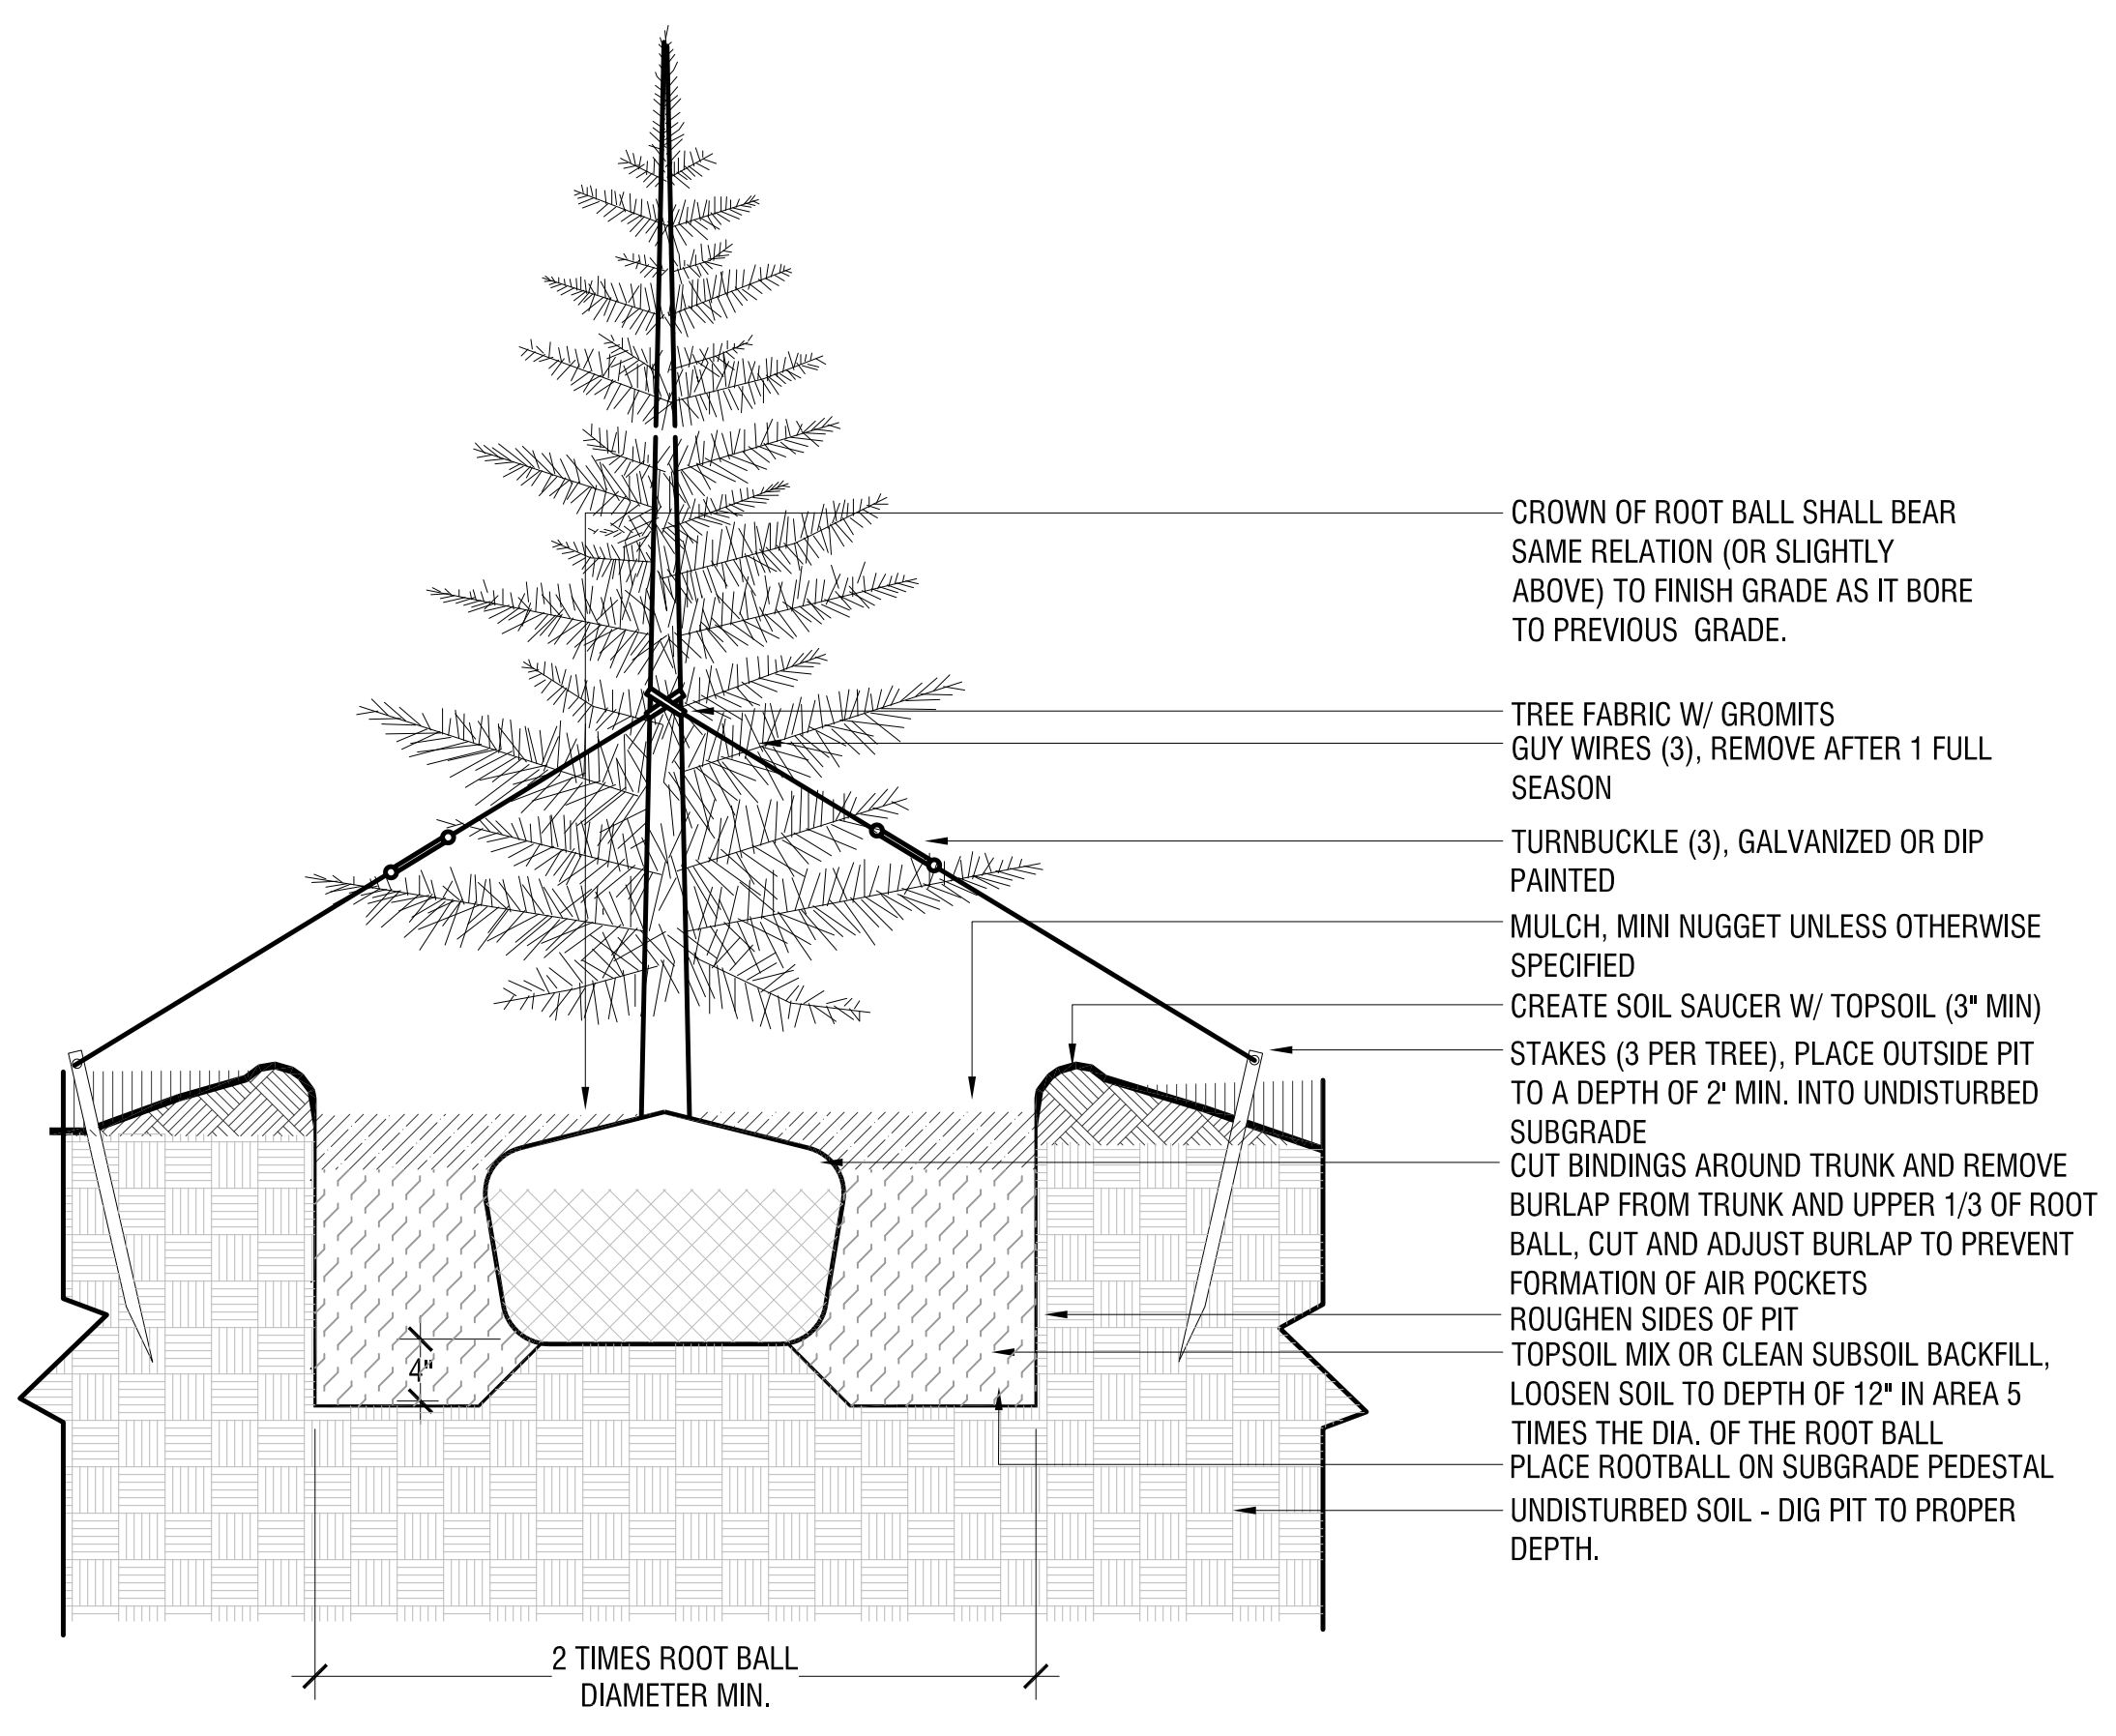 CROWN OF ROOT BALL SHALL BEAR
SAME RELATION (OR SLIGHTLY
ABOVE) TO FINISH GRADE AS IT BORE
TO PREVIOUS GRADE.
TREE FABRIC W/ GROMITS
GUY WIRES (3), REMOVE AFTER 1 FULL
SEASON
TURNBUCKLE (3), GALVANIZED OR DIP
PAINTED
MULCH, MINI NUGGET UNLESS OTHERWISE
SPECIFIED
CREATE SOIL SAUCER W/ TOPSOIL (3" MIN)
STAKES (3 PER TREE), PLACE OUTSIDE PIT
TO A DEPTH OF 2' MIN. INTO UNDISTURBED
SUBGRADE
CUT BINDINGS AROUND TRUNK AND REMOVE
BURLAP FROM TRUNK AND UPPER 1/3 OF ROOT
BALL, CUT AND ADJUST BURLAP TO PREVENT
FORMATION OF AIR POCKETS
ROUGHEN SIDES OF PIT
TOPSOIL MIX OR CLEAN SUBSOIL BACKFILL,
LOOSEN SOIL TO DEPTH OF 12" IN AREA 5
TIMES THE DIA. OF THE ROOT BALL
PLACE ROOTBALL ON SUBGRADE PEDESTAL
UNDISTURBED SOIL - DIG PIT TO PROPER
DEPTH.
4"
2 TIMES ROOT BALL
DIAMETER MIN.